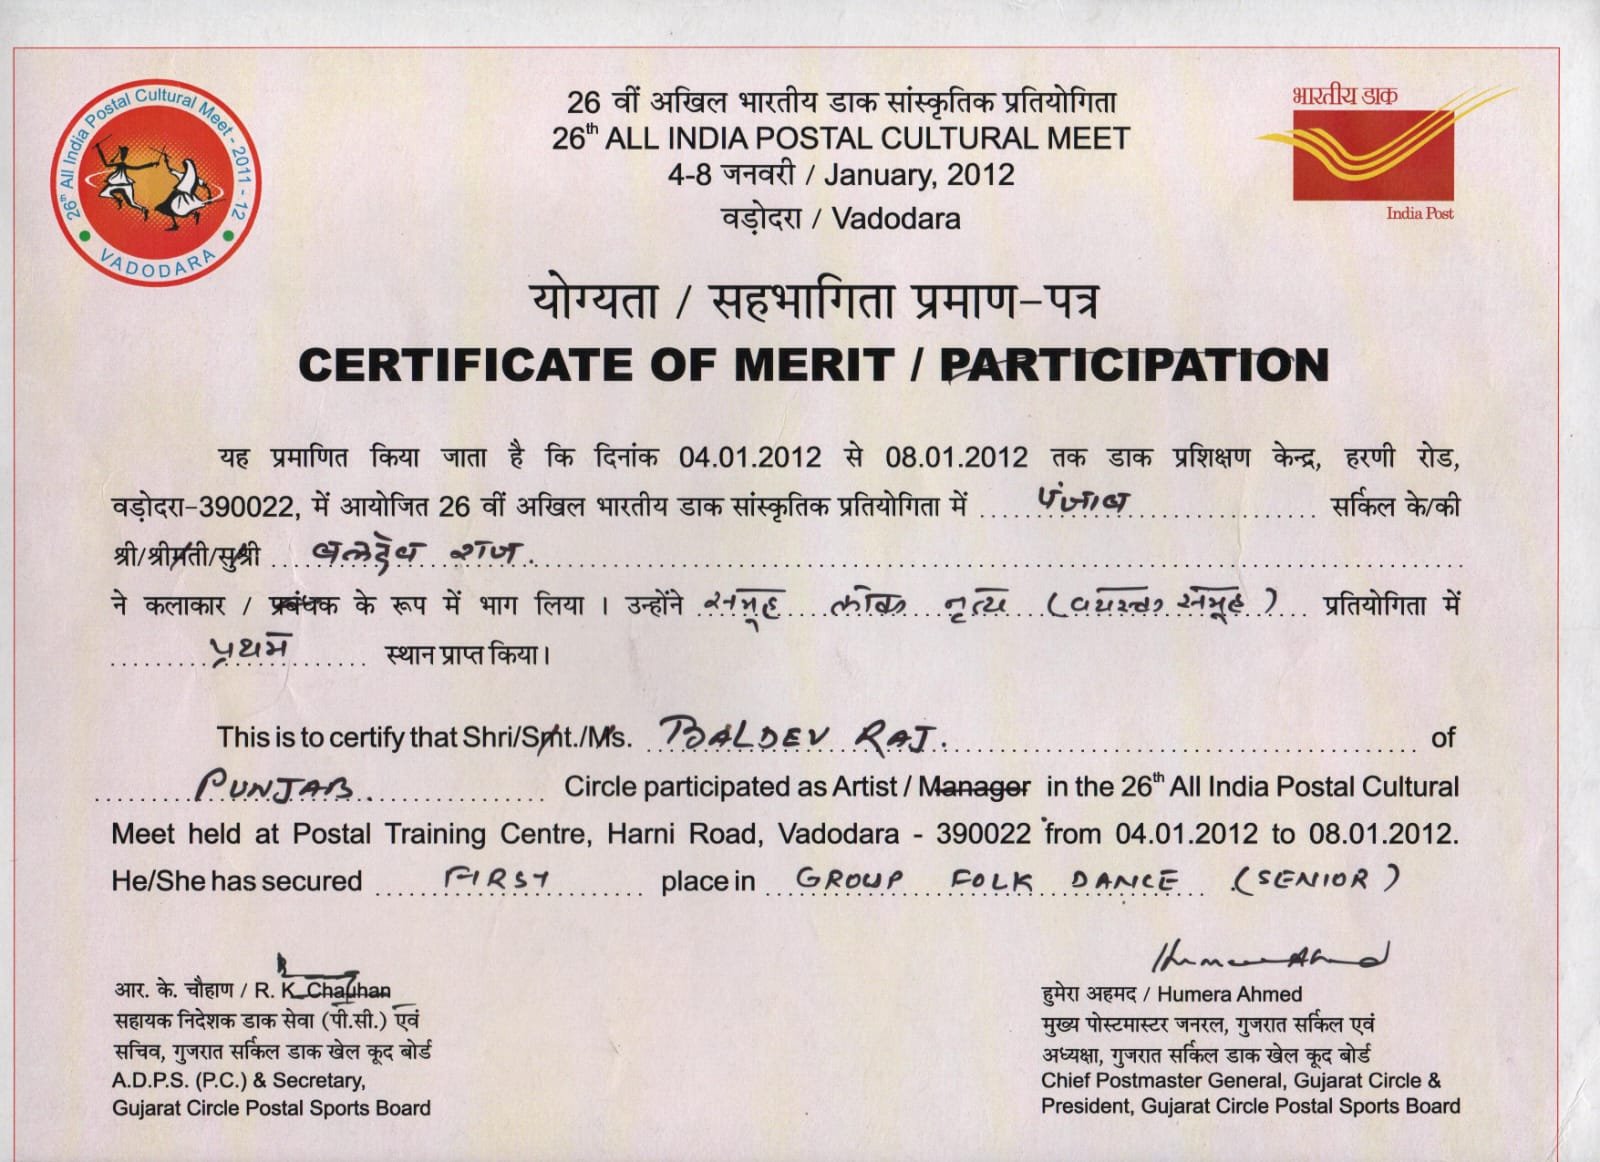 26th All India Postal Cultural Meet - 2011 - 12
VADODARA
26 वीं अखिल भारतीय डाक सांस्कृतिक प्रतियोगिता
26th ALL INDIA POSTAL CULTURAL MEET
4-8 जनवरी / January, 2012
वड़ोदरा / Vadodara
भारतीय डाक
India Post
योग्यता / सहभागिता प्रमाण-पत्र
CERTIFICATE OF MERIT / PARTICIPATION
यह प्रमाणित किया जाता है कि दिनांक 04.01.2012 से 08.01.2012 तक डाक प्रशिक्षण केन्द्र, हरणी रोड,
वड़ोदरा-390022, में आयोजित 26 वीं अखिल भारतीय डाक सांस्कृतिक प्रतियोगिता में पंजाब सर्किल के/की
श्री/श्रीमती/सुश्री बलदेव राज.
ने कलाकार / प्रबंधक के रूप में भाग लिया । उन्होंने समूह लोक नृत्य (वयस्क समूह) प्रतियोगिता में
प्रथम स्थान प्राप्त किया।
This is to certify that Shri/Smt./Ms. BALDEV RAJ. of
PUNJAB. Circle participated as Artist / Manager in the 26th All India Postal Cultural
Meet held at Postal Training Centre, Harni Road, Vadodara - 390022 from 04.01.2012 to 08.01.2012.
He/She has secured FIRST place in GROUP FOLK DANCE (SENIOR)
आर. के. चौहाण / R. K. Chauhan
सहायक निदेशक डाक सेवा (पी.सी.) एवं
सचिव, गुजरात सर्किल डाक खेल कूद बोर्ड
A.D.P.S. (P.C.) & Secretary,
Gujarat Circle Postal Sports Board
Humera Ahmed
हुमेरा अहमद / Humera Ahmed
मुख्य पोस्टमास्टर जनरल, गुजरात सर्किल एवं
अध्यक्षा, गुजरात सर्किल डाक खेल कूद बोर्ड
Chief Postmaster General, Gujarat Circle &
President, Gujarat Circle Postal Sports Board